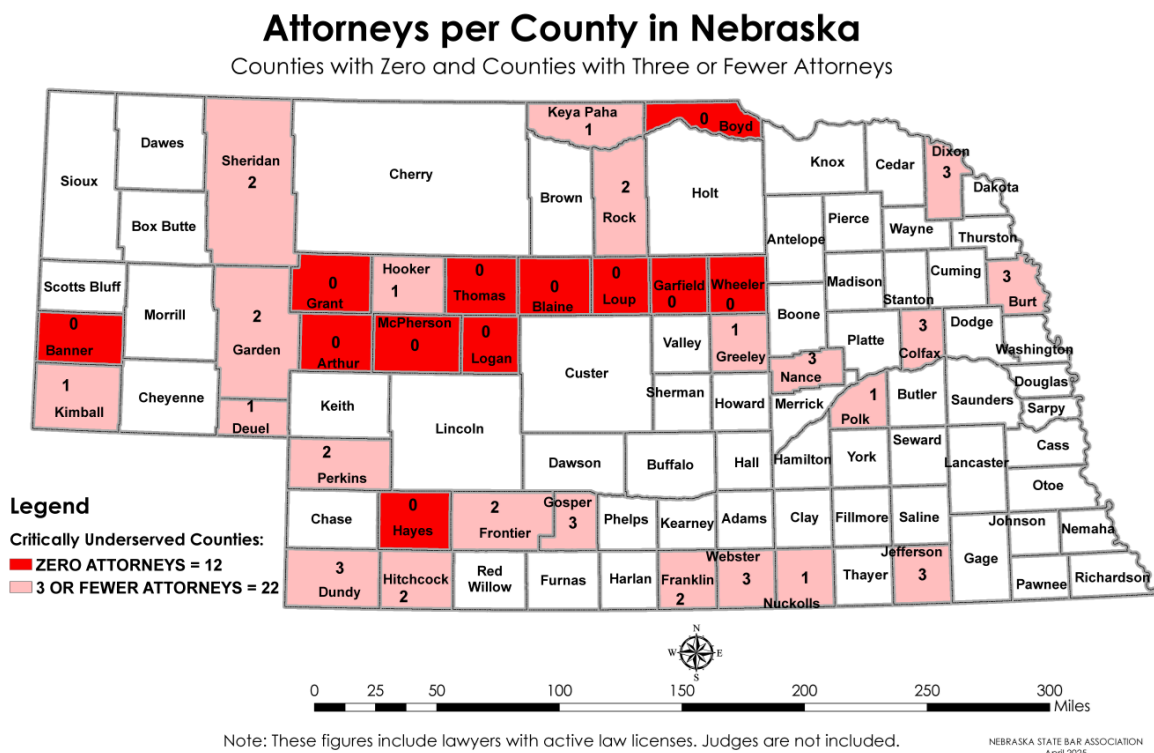 Attorneys per County in Nebraska
Counties with Zero and Counties with Three or Fewer Attorneys
Keya Paha
1
0
Boyd
Dawes
Sheridan
2
Sioux
Cherry
Brown
2
Rock
Holt
Knox
Cedar
Dixon
3
Dakota
Box Butte
Pierce
Wayne
Antelope
Thurston
Scotts Bluff
Morrill
0
Grant
Hooker
1
0
Thomas
0
Blaine
0
Loup
Garfield
0
Wheeler
0
Madison
Stanton
Cuming
3
Burt
0
Banner
2
Garden
0
Arthur
McPherson
0
0
Logan
Custer
Valley
1
Greeley
Boone
Platte
3
Colfax
Dodge
Washington
1
Kimball
Cheyenne
1
Deuel
Keith
Lincoln
Sherman
Howard
3
Nance
Merrick
1
Polk
Butler
Saunders
Douglas
Sarpy
2
Perkins
Dawson
Buffalo
Hall
Hamilton
York
Seward
Lancaster
Cass
Otoe
Chase
0
Hayes
2
Frontier
Gosper
3
Phelps
Kearney
Adams
Clay
Fillmore
Saline
Johnson
Nemaha
3
Dundy
Hitchcock
2
Red
Willow
Furnas
Harlan
Franklin
2
Webster
3
1
Nuckolls
Thayer
Jefferson
3
Gage
Pawnee
Richardson
Legend
Critically Underserved Counties:
ZERO ATTORNEYS = 12
3 OR FEWER ATTORNEYS = 22
N
W E
S
0 25 50 100 150 200 250 300
Miles
Note: These figures include lawyers with active law licenses. Judges are not included.
NEBRASKA STATE BAR ASSOCIATION
April 2025